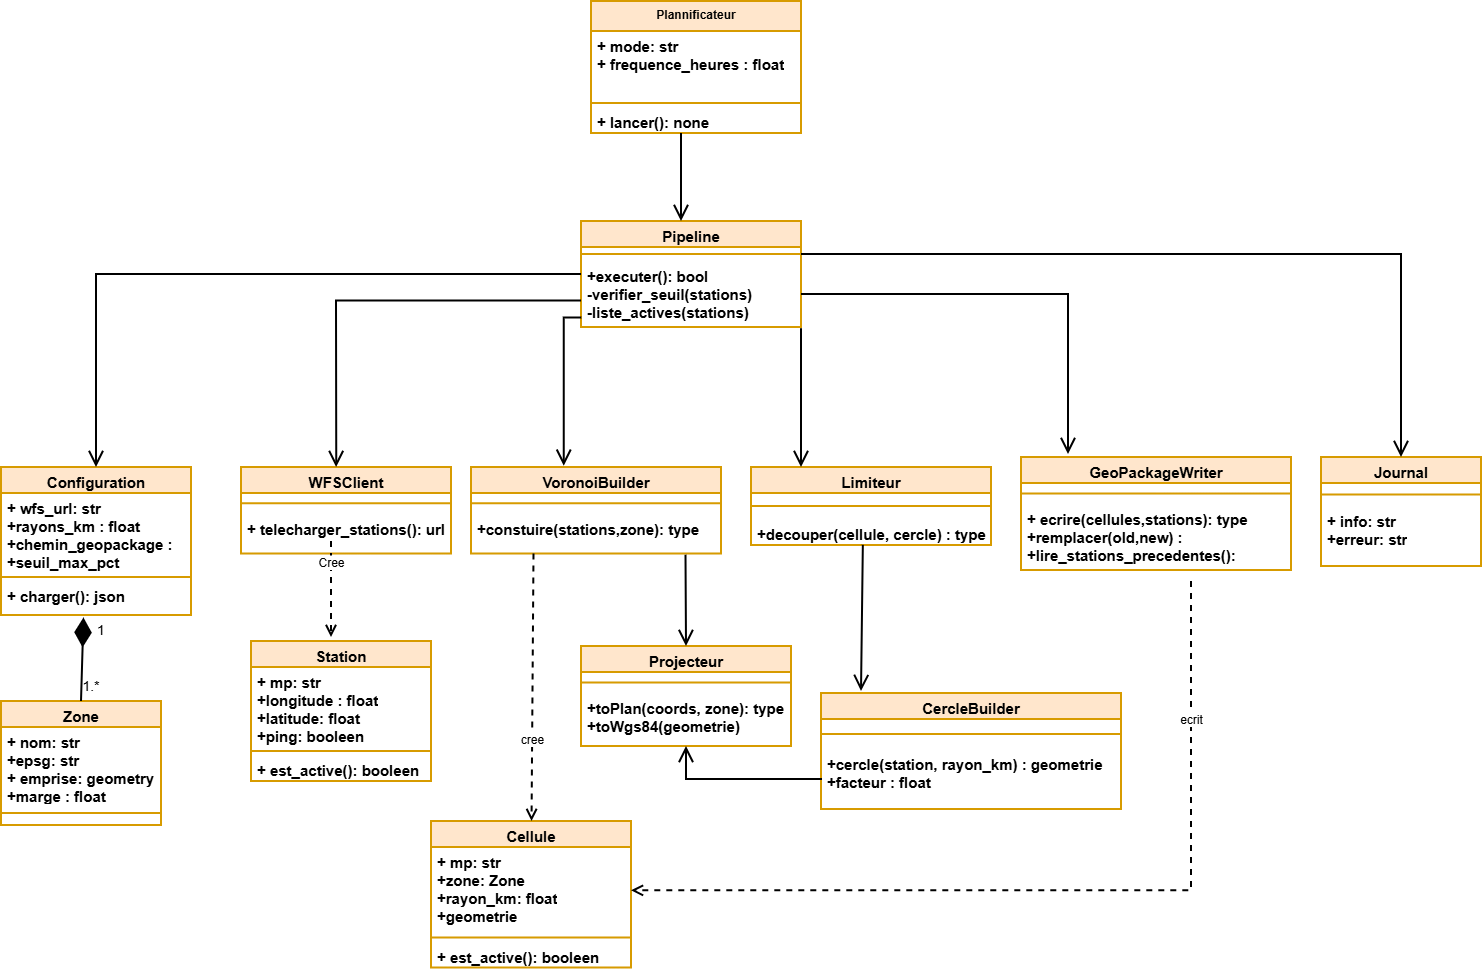 Plannificateur
+ mode: str
+ frequence_heures : float
+ lancer(): none
Pipeline
+executer(): bool
-verifier_seuil(stations)
-liste_actives(stations)
Configuration
+ wfs_url: str
+rayons_km : float
+chemin_geopackage :
+seuil_max_pct
+ charger(): json
WFSClient
+ telecharger_stations(): url
VoronoiBuilder
+constuire(stations,zone): type
Limiteur
+decouper(cellule, cercle) : type
GeoPackageWriter
+ ecrire(cellules,stations): type
+remplacer(old,new) :
+lire_stations_precedentes():
Journal
+ info: str
+erreur: str
Cree
1
1.*
Zone
+ nom: str
+epsg: str
+ emprise: geometry
+marge : float
Station
+ mp: str
+longitude : float
+latitude: float
+ping: booleen
+ est_active(): booleen
Projecteur
+toPlan(coords, zone): type
+toWgs84(geometrie)
CercleBuilder
+cercle(station, rayon_km) : geometrie
+facteur : float
cree
ecrit
Cellule
+ mp: str
+zone: Zone
+rayon_km: float
+geometrie
+ est_active(): booleen